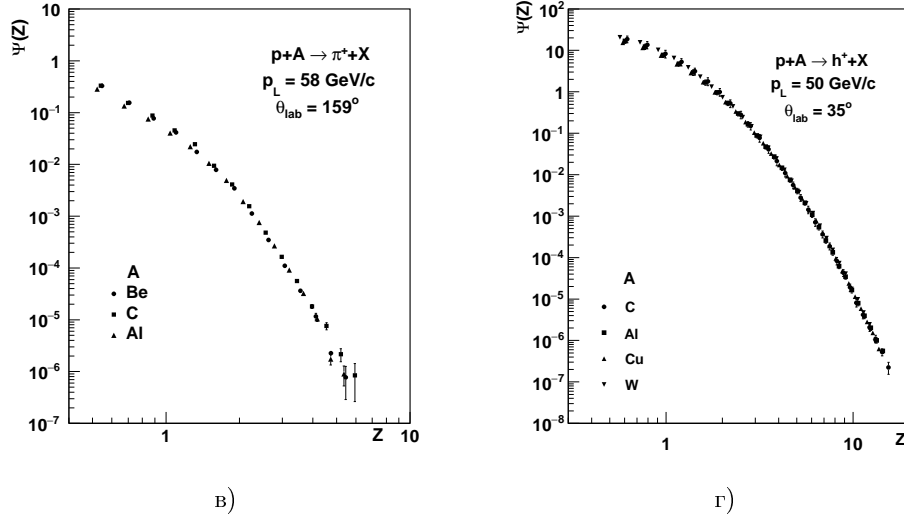 Ψ(Z)
10
1
10⁻¹
10⁻²
10⁻³
10⁻⁴
10⁻⁵
10⁻⁶
10⁻⁷
p+A → π⁺+X
p_L = 58 GeV/c
θ_lab = 159°
A
Be
C
Al
1
Z
10
в)
Ψ(Z)
10²
10
1
10⁻¹
10⁻²
10⁻³
10⁻⁴
10⁻⁵
10⁻⁶
10⁻⁷
10⁻⁸
p+A → h⁺+X
p_L = 50 GeV/c
θ_lab = 35°
A
C
Al
Cu
W
1
10
Z
г)